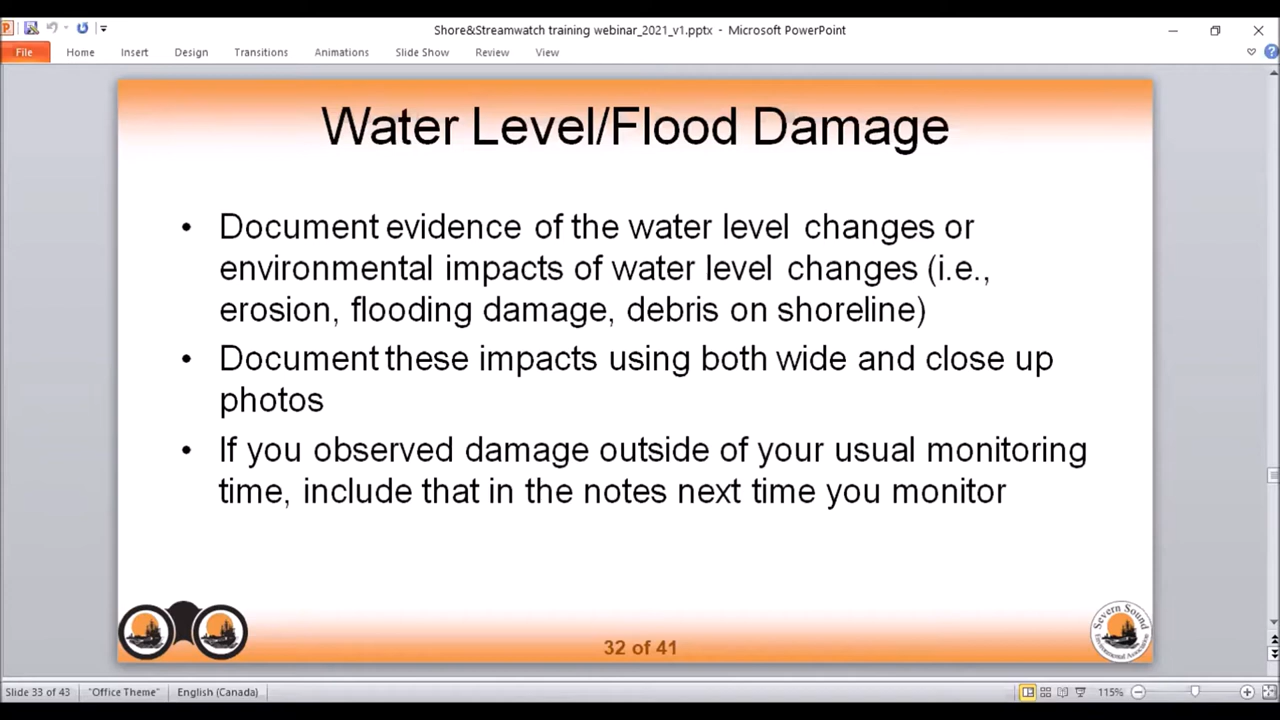 Shore&Streamwatch training webinar_2021_v1.pptx - Microsoft PowerPoint
File Home Insert Design Transitions Animations Slide Show Review View
Water Level/Flood Damage
• Document evidence of the water level changes or
environmental impacts of water level changes (i.e.,
erosion, flooding damage, debris on shoreline)
• Document these impacts using both wide and close up
photos
• If you observed damage outside of your usual monitoring
time, include that in the notes next time you monitor
Severn Sound
Environmental Association
32 of 41
Slide 33 of 43 "Office Theme" English (Canada) 115%